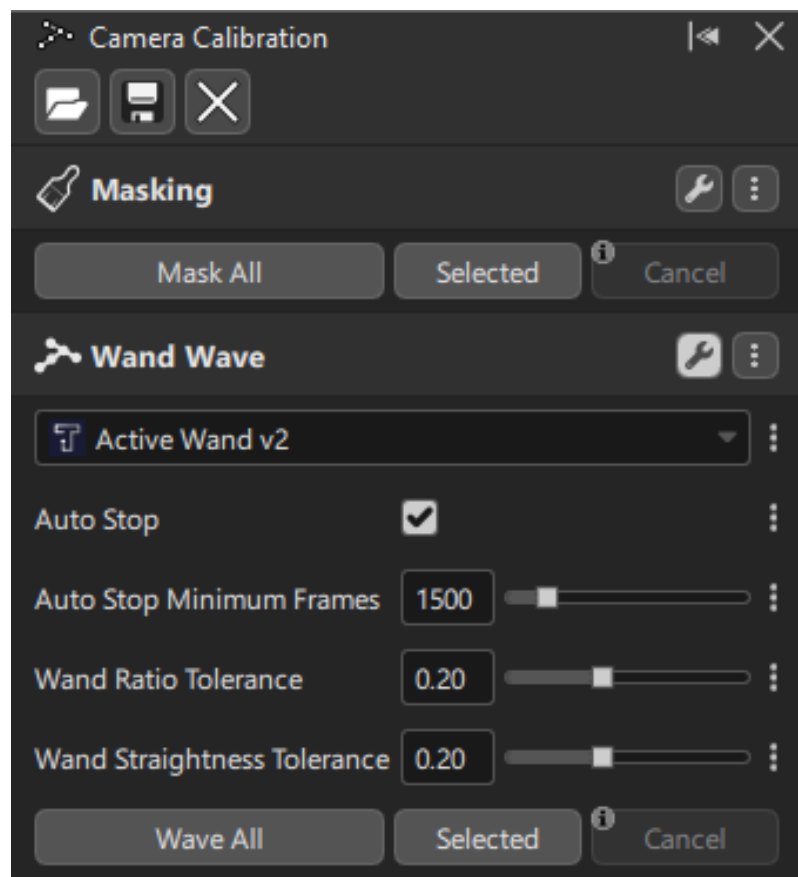 Camera Calibration
Masking
Mask All Selected Cancel
Wand Wave
Active Wand v2
Auto Stop
Auto Stop Minimum Frames 1500
Wand Ratio Tolerance 0.20
Wand Straightness Tolerance 0.20
Wave All Selected Cancel